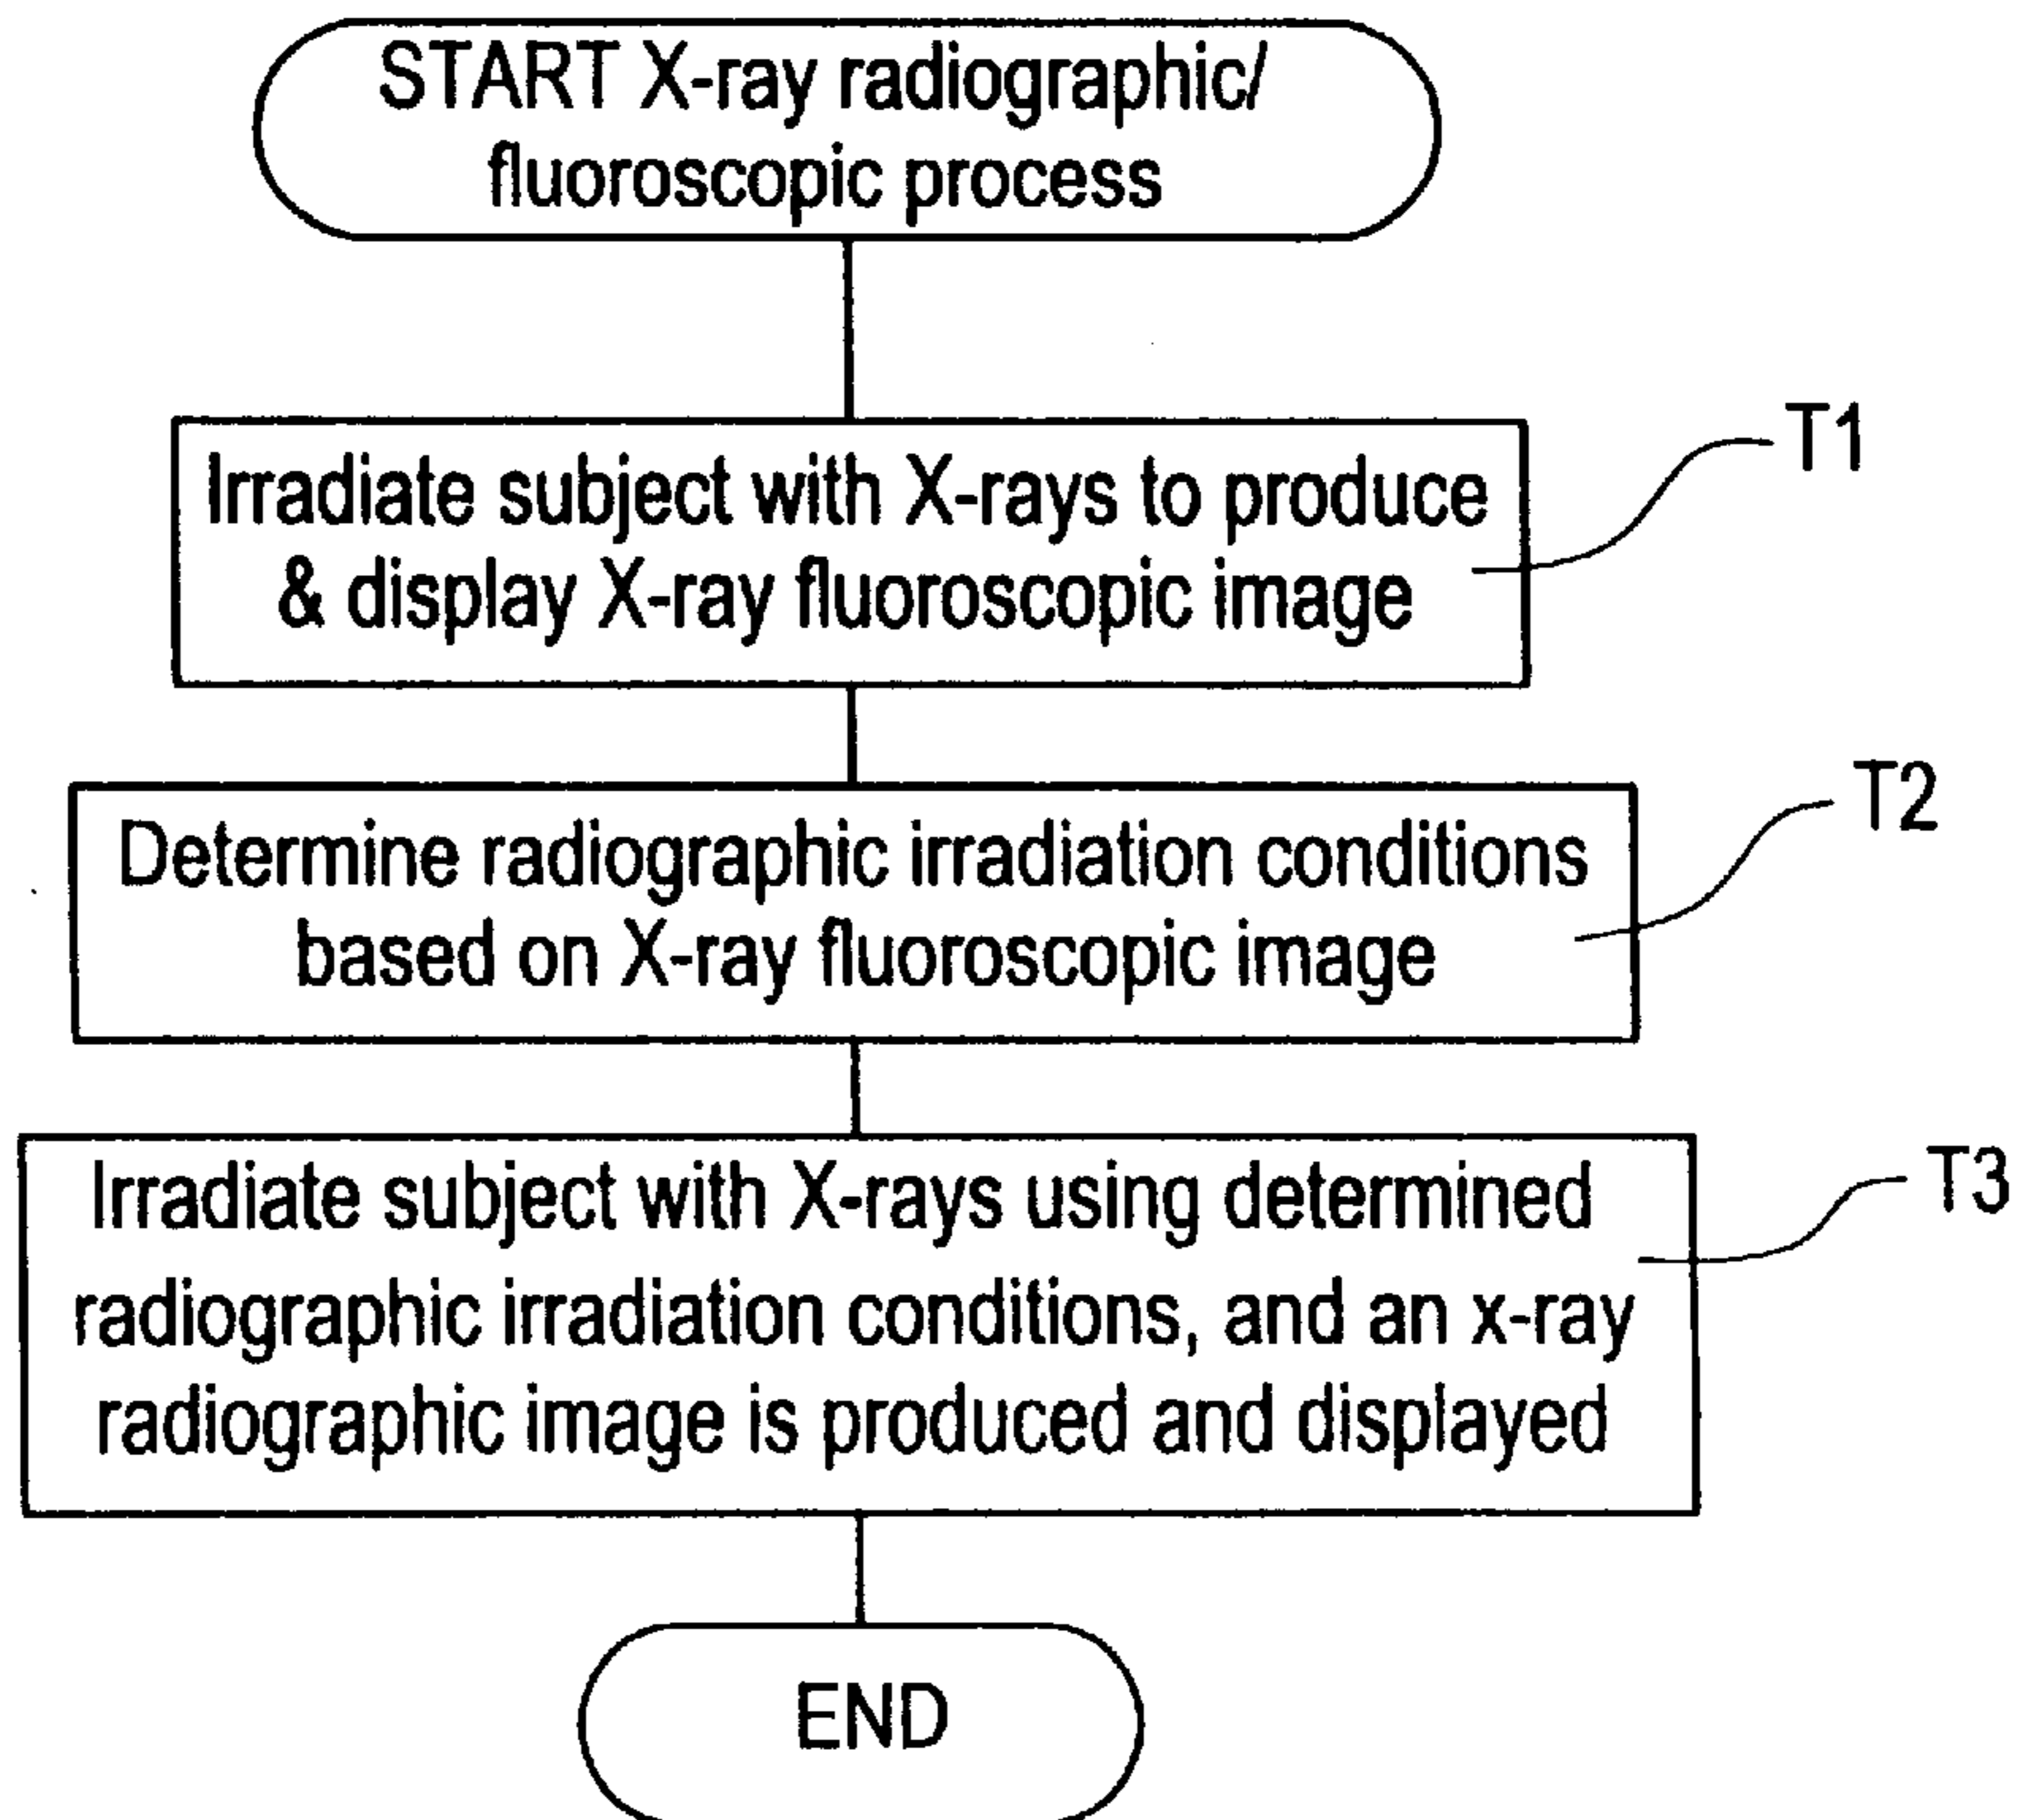 START X-ray radiographic/
fluoroscopic process
T1
Irradiate subject with X-rays to produce
& display X-ray fluoroscopic image
T2
Determine radiographic irradiation conditions
based on X-ray fluoroscopic image
T3
Irradiate subject with X-rays using determined
radiographic irradiation conditions, and an x-ray
radiographic image is produced and displayed
END